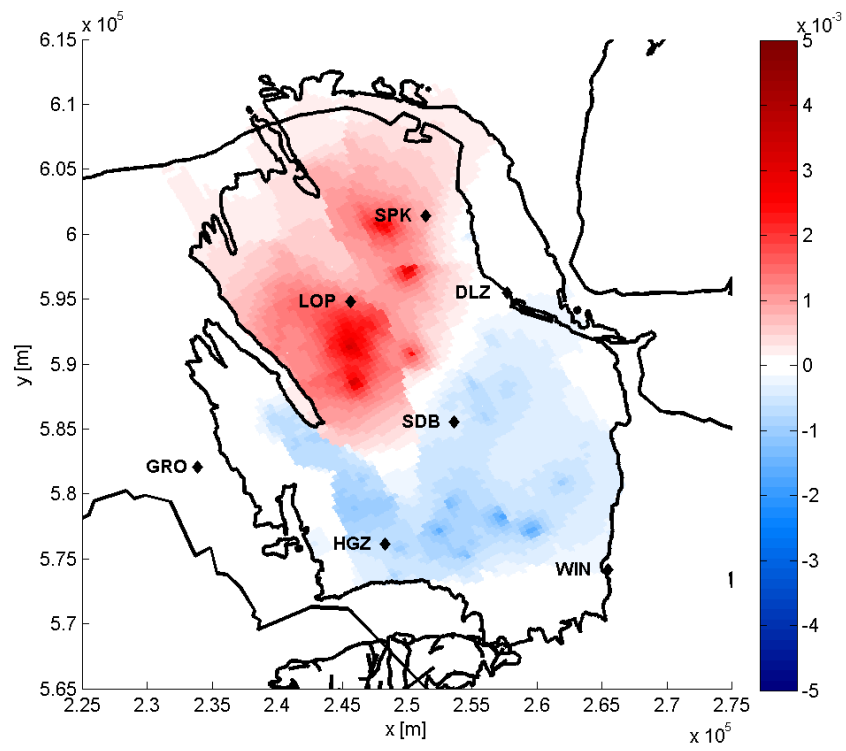 x 10^5
x 10^-3
6.15
6.1
6.05
6
5.95
5.9
5.85
5.8
5.75
5.7
5.65
y [m]
SPK
LOP
DLZ
SDB
GRO
HGZ
WIN
5
4
3
2
1
0
-1
-2
-3
-4
-5
2.25 2.3 2.35 2.4 2.45 2.5 2.55 2.6 2.65 2.7 2.75
x [m]
x 10^5